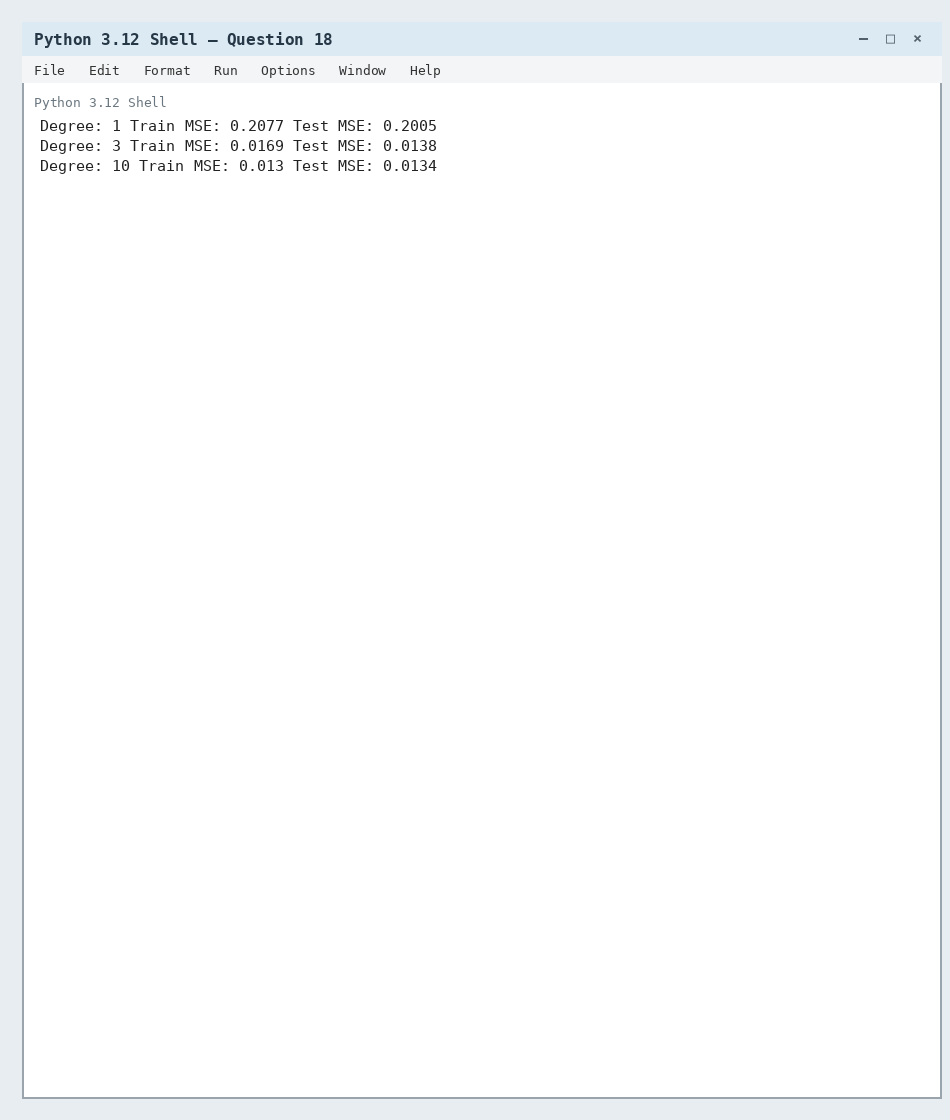 Python 3.12 Shell — Question 18
File Edit Format Run Options Window Help
Python 3.12 Shell
Degree: 1 Train MSE: 0.2077 Test MSE: 0.2005
Degree: 3 Train MSE: 0.0169 Test MSE: 0.0138
Degree: 10 Train MSE: 0.013 Test MSE: 0.0134